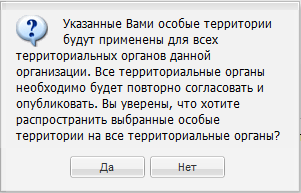 Указанные Вами особые территории
будут применены для всех
территориальных органов данной
организации. Все территориальные органы
необходимо будет повторно согласовать и
опубликовать. Вы уверены, что хотите
распространить выбранные особые
территории на все территориальные органы?
Да Нет